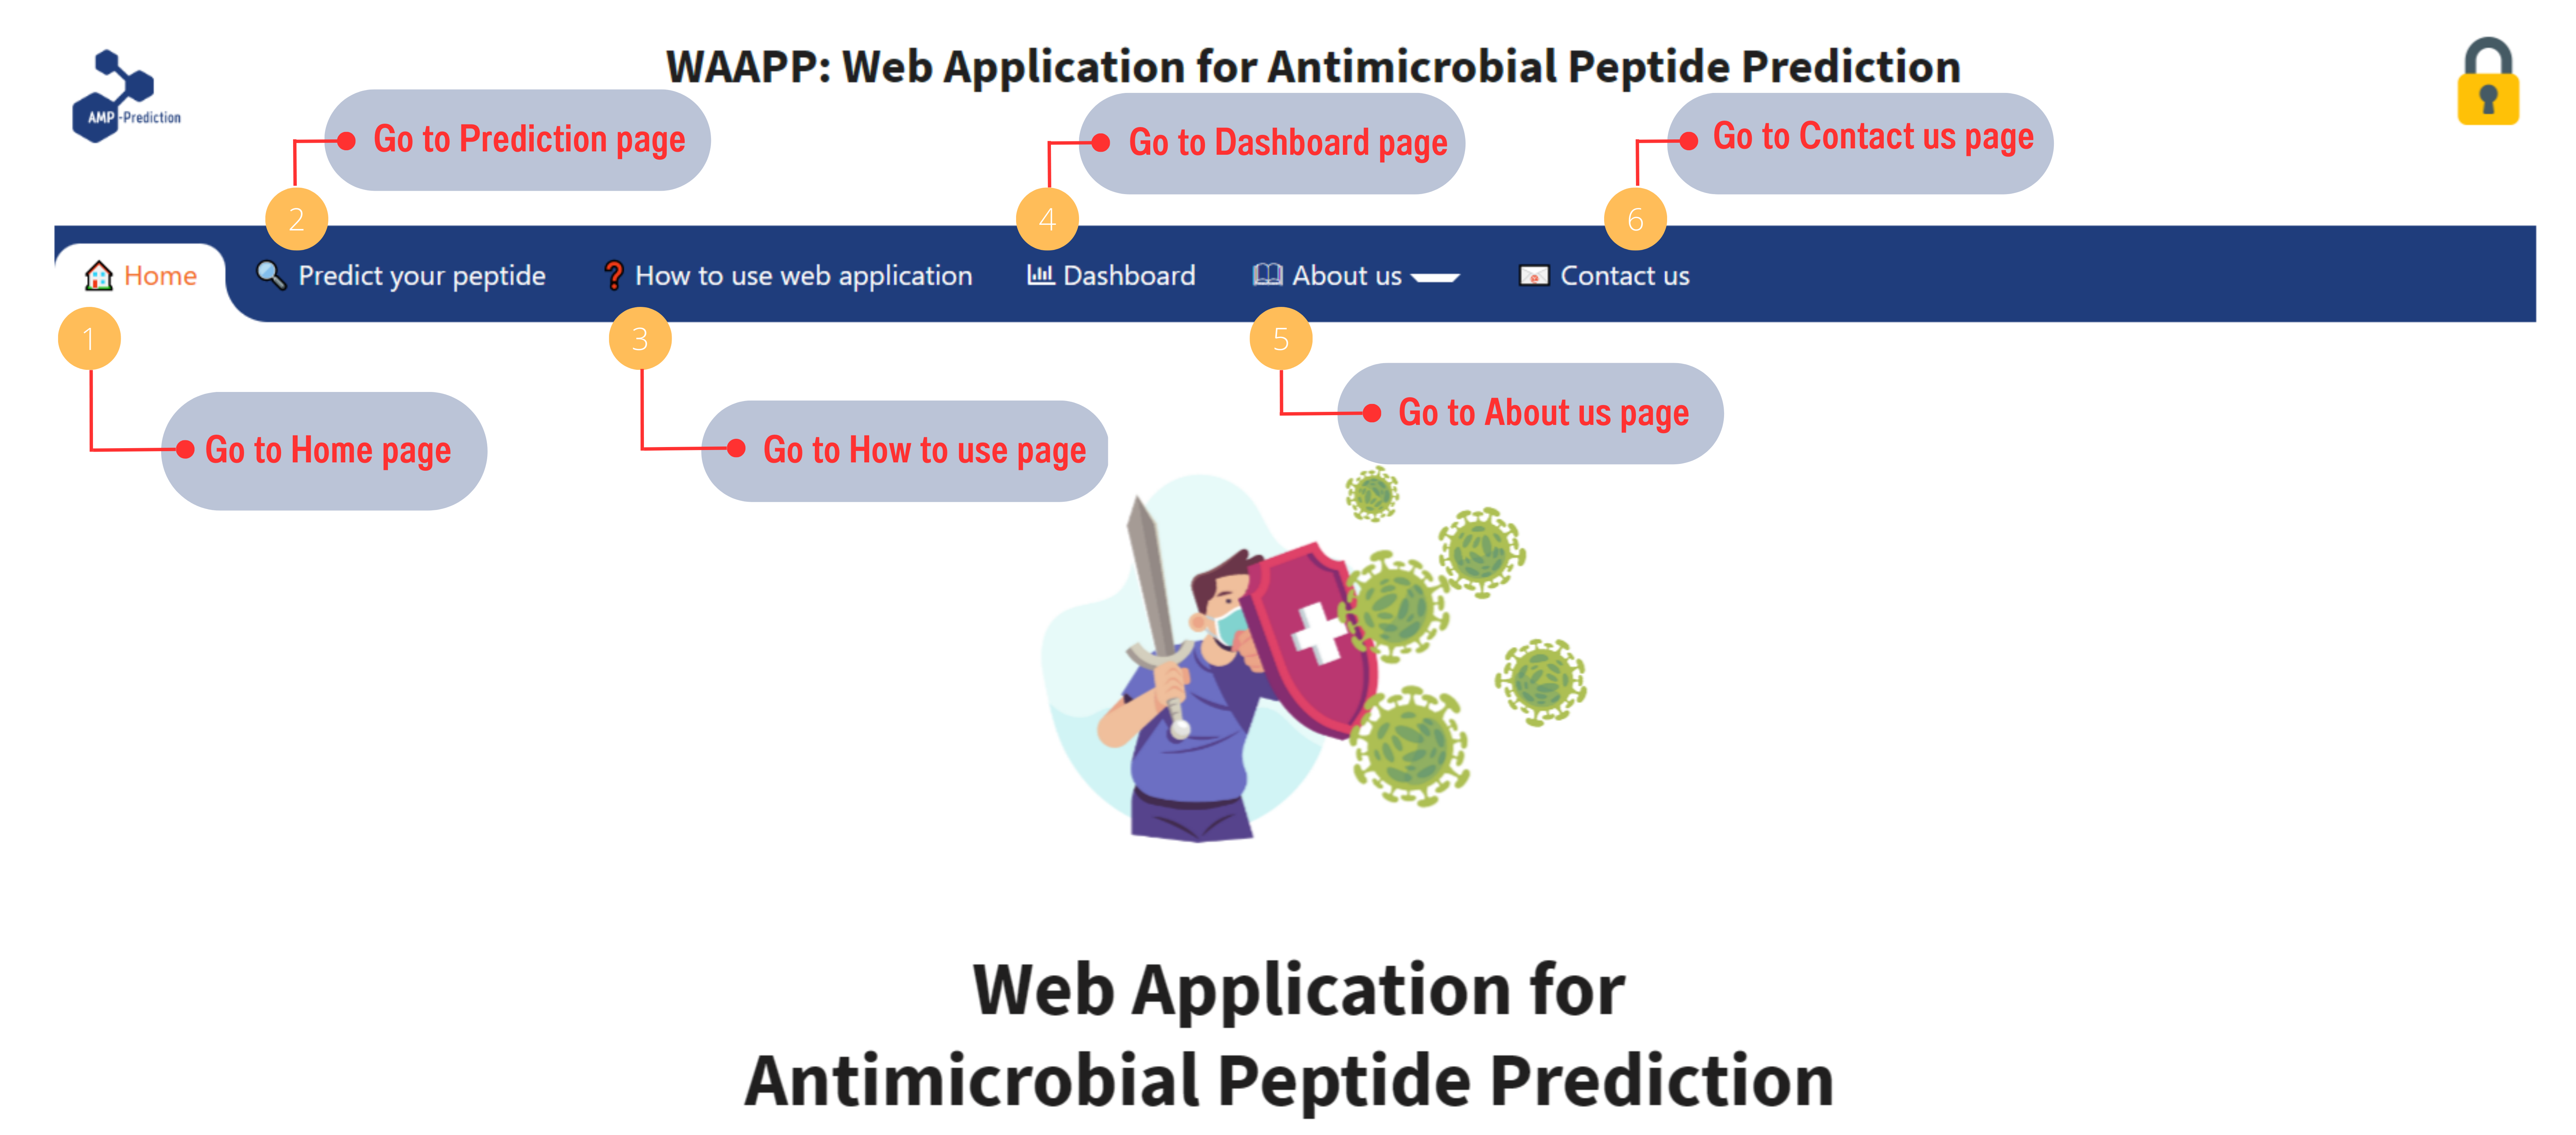 WAAPP: Web Application for Antimicrobial Peptide Prediction
AMP-Prediction
Go to Prediction page
Go to Dashboard page
Go to Contact us page
2
4
6
Home
Predict your peptide
How to use web application
Dashboard
About us
Contact us
1
3
5
Go to Home page
Go to How to use page
Go to About us page
Web Application for
Antimicrobial Peptide Prediction